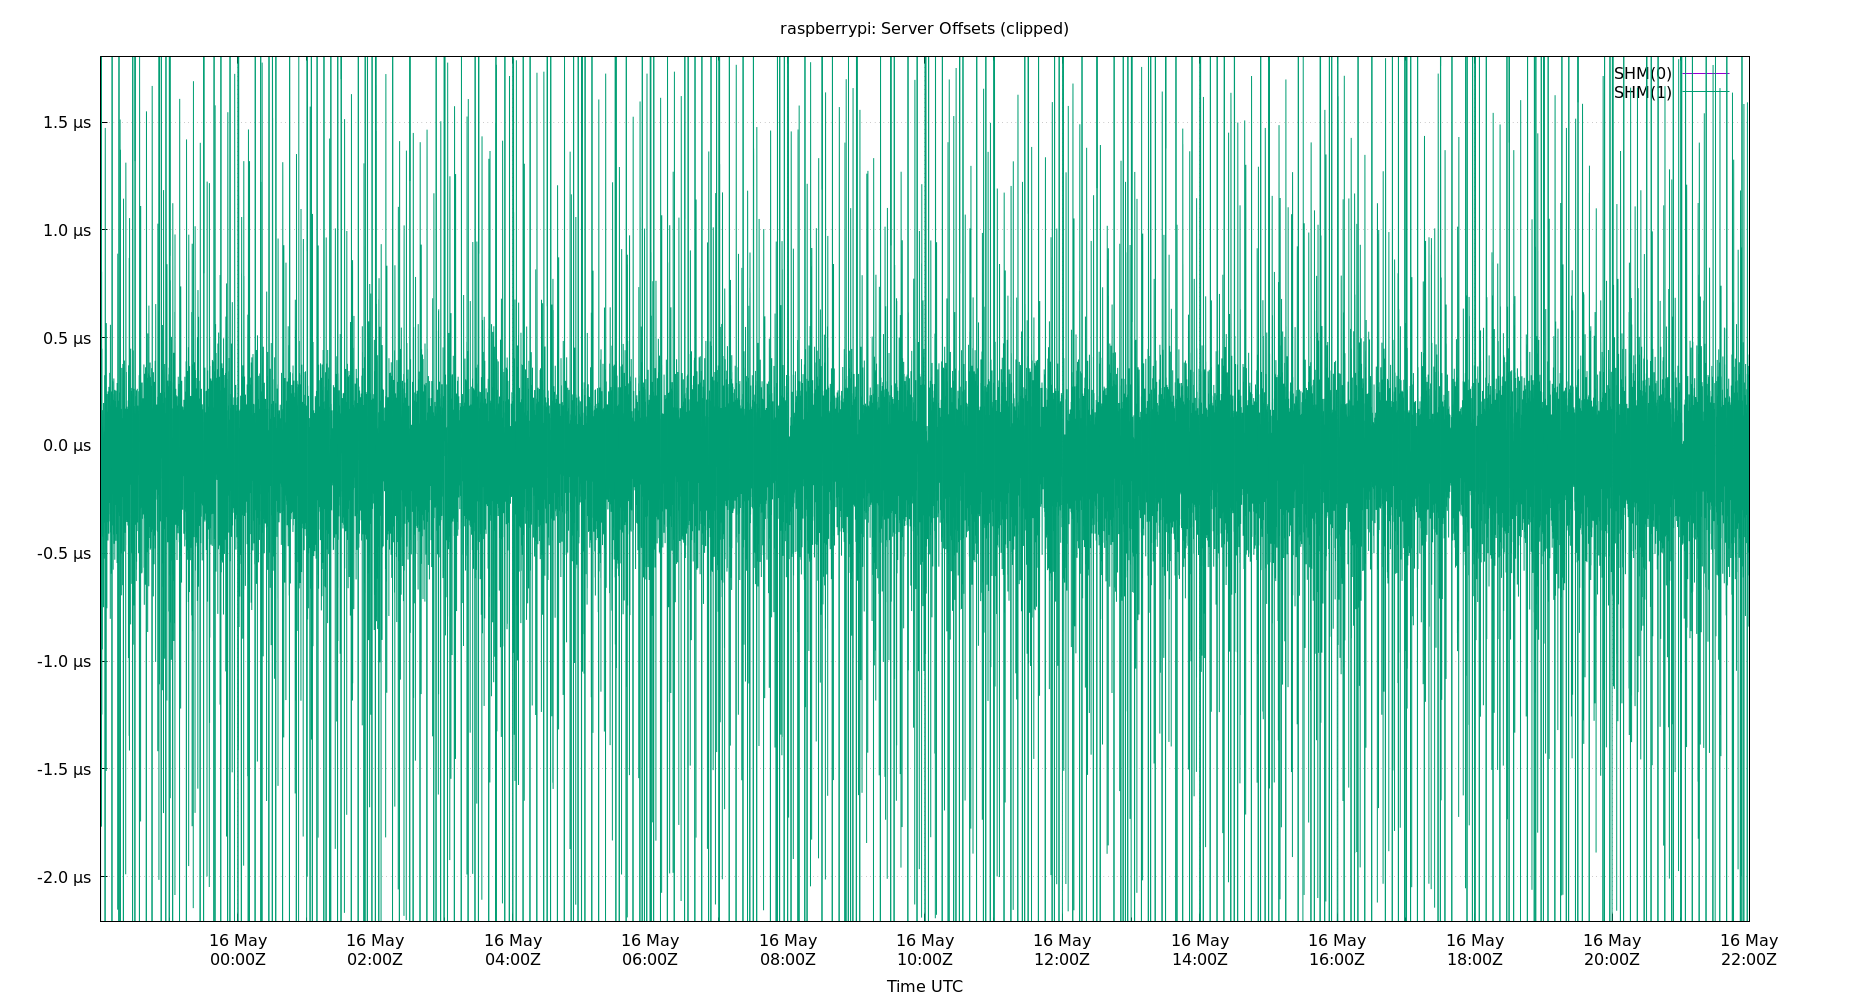 raspberrypi: Server Offsets (clipped)
SHM(0)
SHM(1)
1.5 µs
1.0 µs
0.5 µs
0.0 µs
-0.5 µs
-1.0 µs
-1.5 µs
-2.0 µs
16 May 16 May 16 May 16 May 16 May 16 May 16 May 16 May 16 May 16 May 16 May 16 May
00:00Z 02:00Z 04:00Z 06:00Z 08:00Z 10:00Z 12:00Z 14:00Z 16:00Z 18:00Z 20:00Z 22:00Z
Time UTC